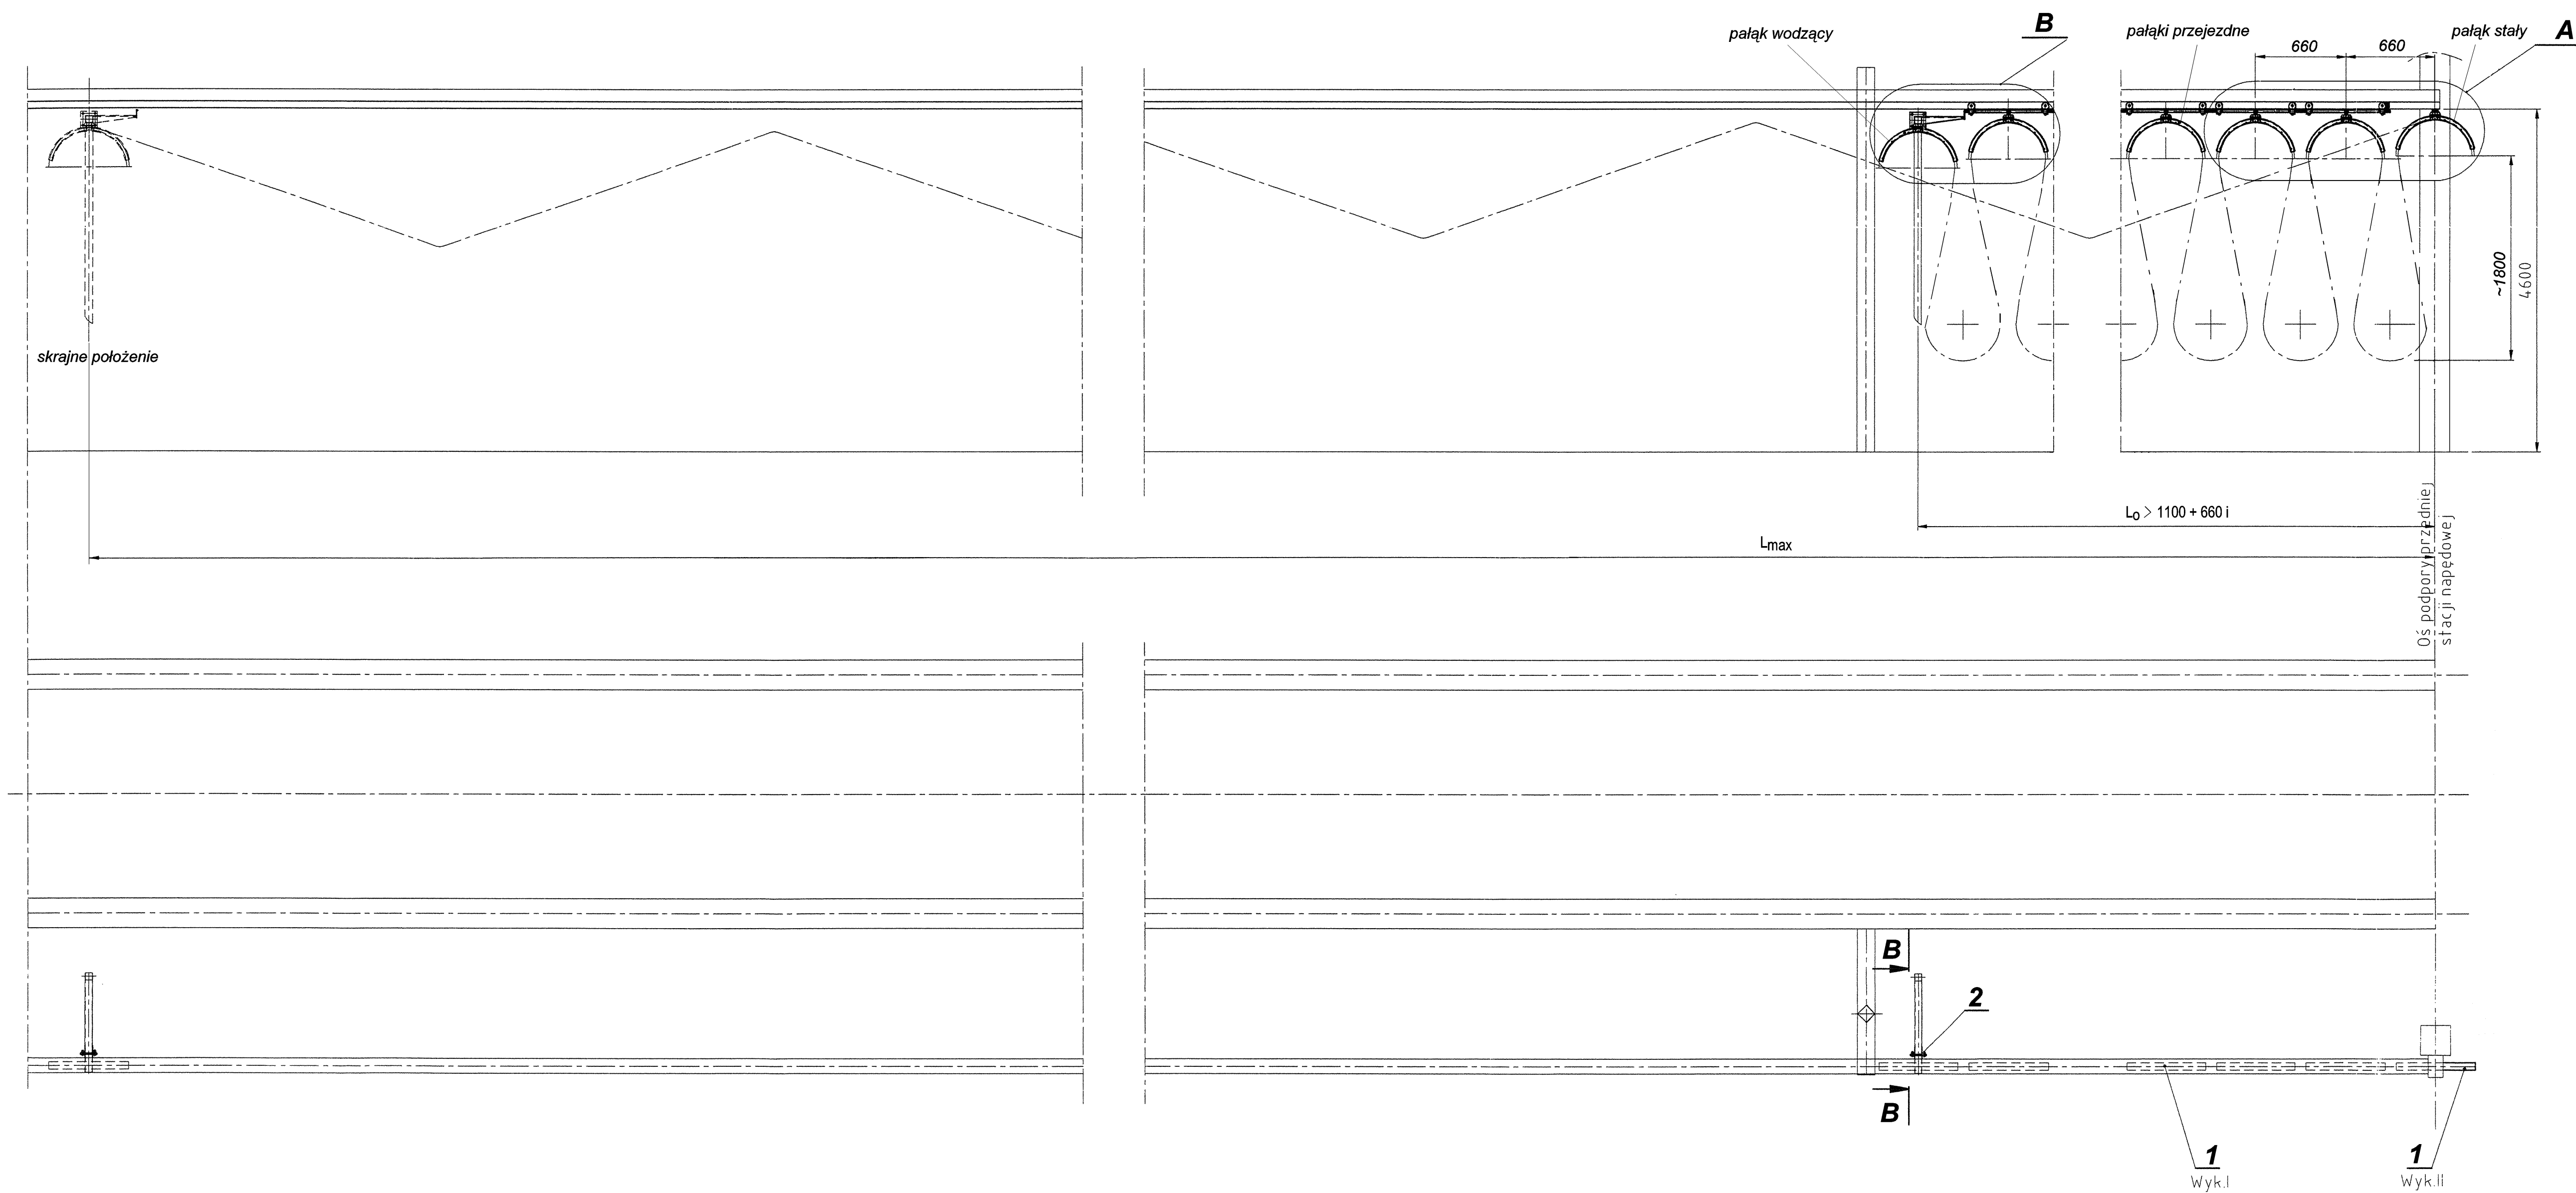 pałąk wodzący
B
pałąki przejezdne
660
660
pałąk stały
A
~1800
4600
skrajne położenie
Lo > 1100 + 660 i
Lmax
Oś podpory przedniej
stacji napędowej
B
2
B
1
Wyk.I
1
Wyk.II